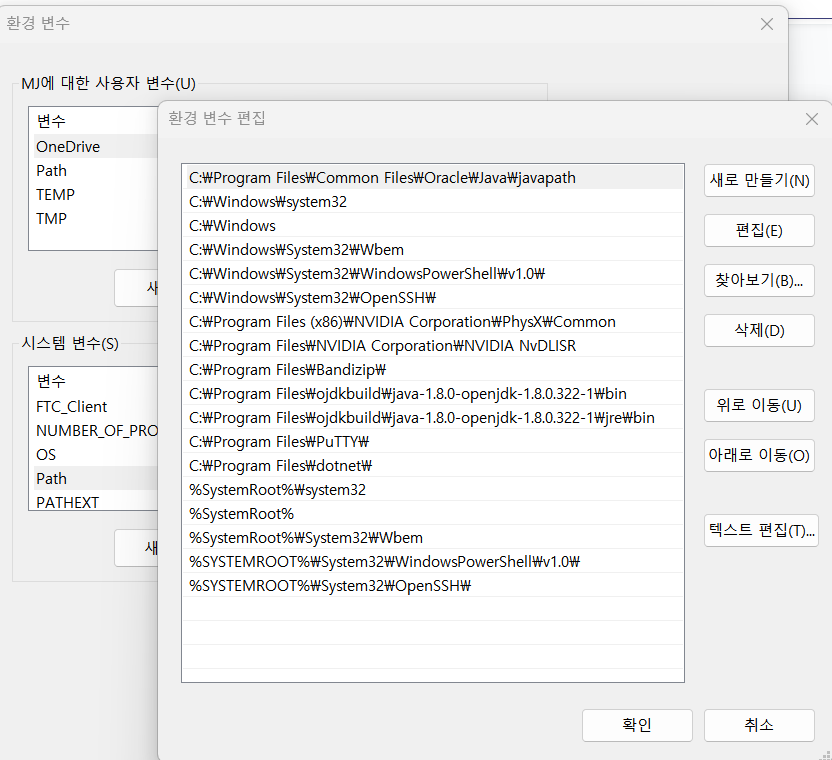 환경 변수
MJ에 대한 사용자 변수(U)
변수
OneDrive
Path
TEMP
TMP
새
시스템 변수(S)
변수
FTC_Client
NUMBER_OF_PRO
OS
Path
PATHEXT
새
환경 변수 편집
C:₩Program Files₩Common Files₩Oracle₩Java₩javapath
C:₩Windows₩system32
C:₩Windows
C:₩Windows₩System32₩Wbem
C:₩Windows₩System32₩WindowsPowerShell₩v1.0₩
C:₩Windows₩System32₩OpenSSH₩
C:₩Program Files (x86)₩NVIDIA Corporation₩PhysX₩Common
C:₩Program Files₩NVIDIA Corporation₩NVIDIA NvDLISR
C:₩Program Files₩Bandizip₩
C:₩Program Files₩ojdkbuild₩java-1.8.0-openjdk-1.8.0.322-1₩bin
C:₩Program Files₩ojdkbuild₩java-1.8.0-openjdk-1.8.0.322-1₩jre₩bin
C:₩Program Files₩PuTTY₩
C:₩Program Files₩dotnet₩
%SystemRoot%₩system32
%SystemRoot%
%SystemRoot%₩System32₩Wbem
%SYSTEMROOT%₩System32₩WindowsPowerShell₩v1.0₩
%SYSTEMROOT%₩System32₩OpenSSH₩
새로 만들기(N)
편집(E)
찾아보기(B)...
삭제(D)
위로 이동(U)
아래로 이동(O)
텍스트 편집(T)...
확인
취소